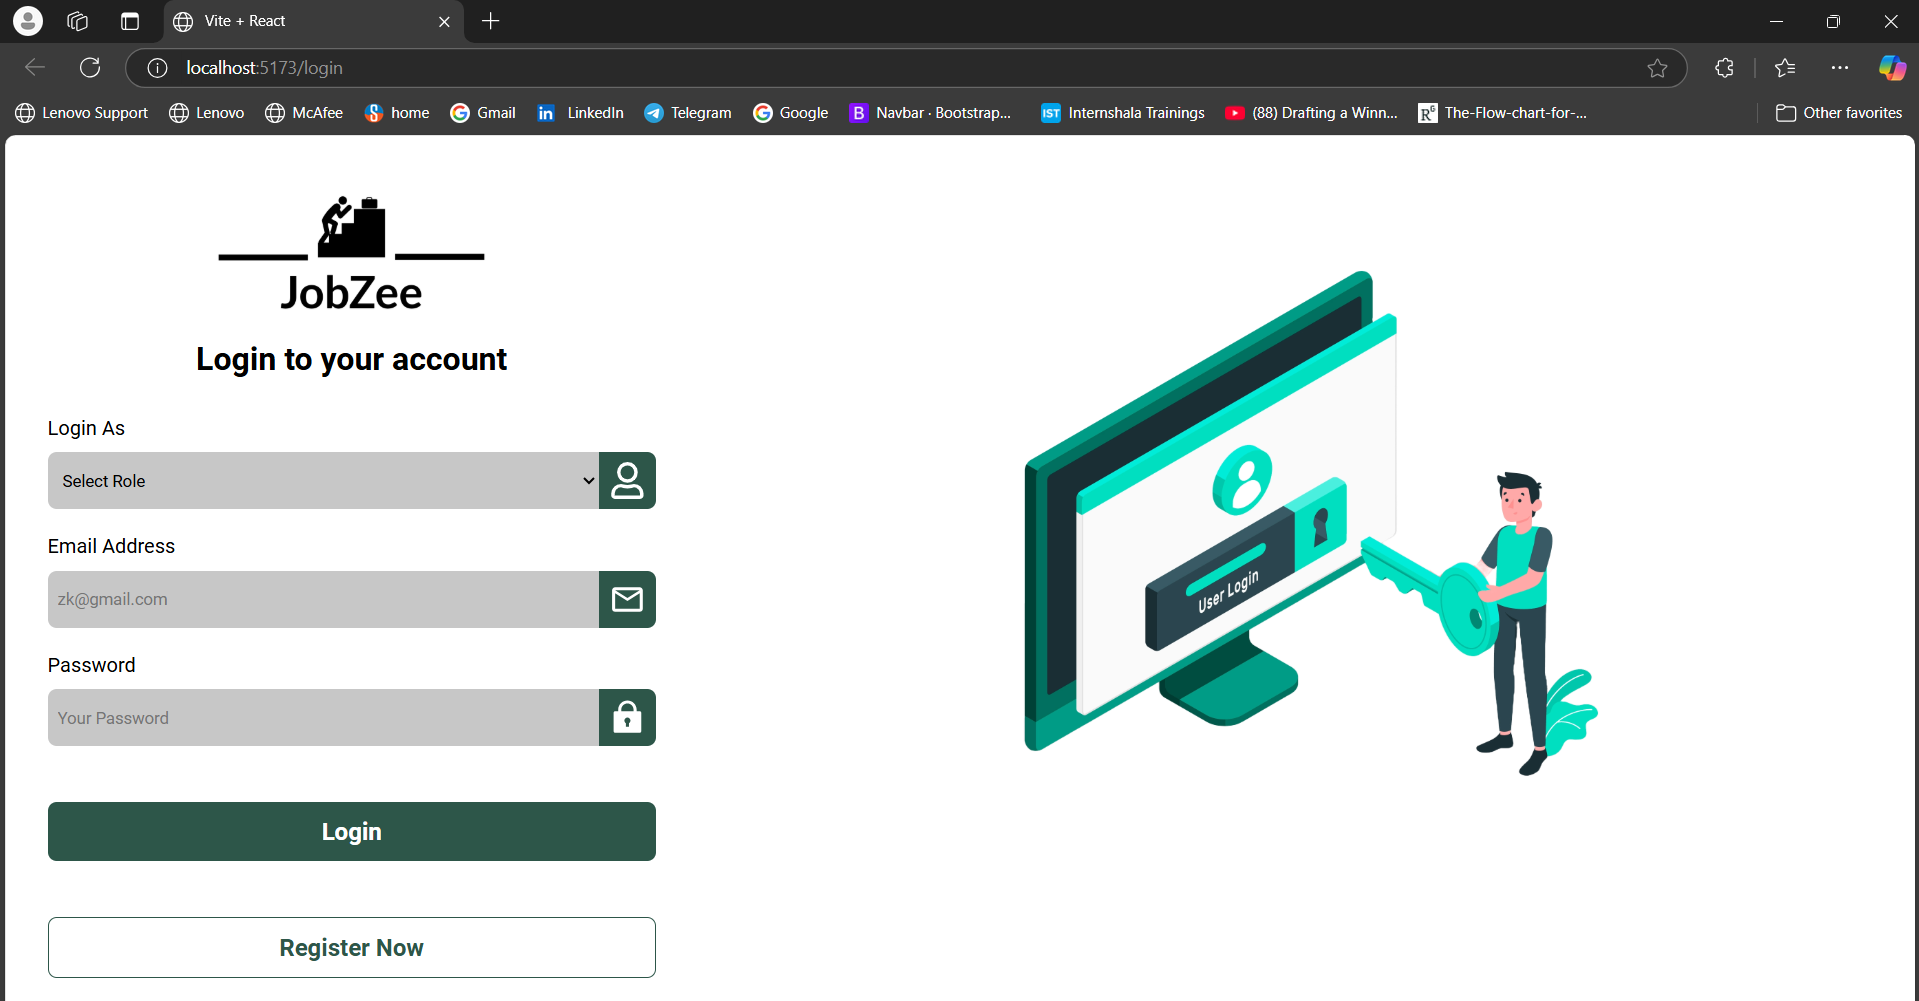 Vite + React
localhost:5173/login
Lenovo Support Lenovo McAfee home Gmail LinkedIn Telegram Google Navbar · Bootstrap... Internshala Trainings (88) Drafting a Winn... The-Flow-chart-for-... Other favorites
JobZee
Login to your account
Login As
Select Role
Email Address
zk@gmail.com
Password
Your Password
Login
Register Now
User Login